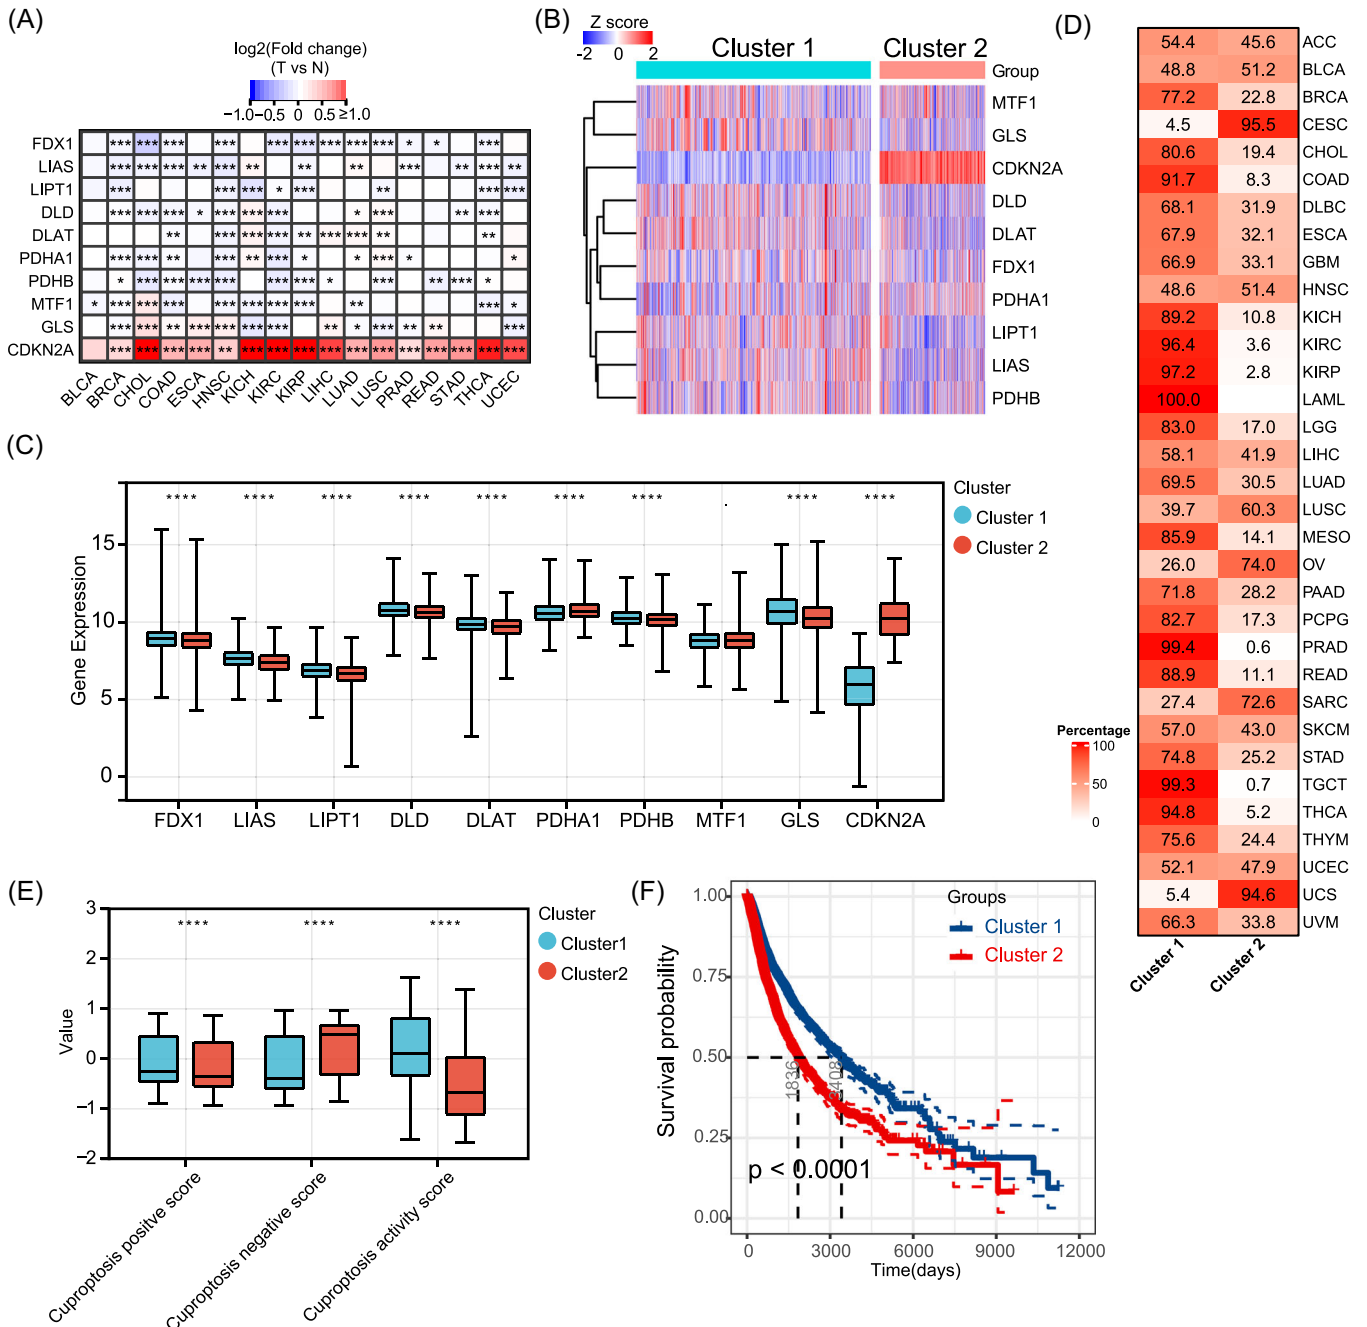 (A)
log2(Fold change)
(T vs N)
−1.0 0 0.5 ≥1.0
FDX1 *** *** *** *** *** *** *** *** *** * * ***
LIAS *** *** *** ** *** ** ** ** *** ** *** **
LIPT1 *** *** *** * *** ** *** ***
DLD *** *** *** * *** *** *** * *** ** ***
DLAT ** *** *** *** ** *** *** ** **
PDHA1 *** *** ** *** ** *** * *** * *
PDHB * *** *** *** *** *** *** * ** *** *
MTF1 * *** *** *** *** *** *** *** ** *** *
GLS *** *** ** *** *** *** *** ** * *** ** ** ***
CDKN2A *** *** *** *** ** *** *** *** *** *** *** *** *** *** *** ***
BLCA BRCA CHOL COAD ESCA HNSC KICH KIRC KIRP LIHC LUAD LUSC PRAD READ STAD THCA UCEC
(B)
Z score
-2 0 2
Cluster 1 Cluster 2
Group
MTF1
GLS
CDKN2A
DLD
DLAT
FDX1
PDHA1
LIPT1
LIAS
PDHB
(C)
**** **** **** **** **** **** **** **** ****
Gene Expression
15
10
5
0
FDX1 LIAS LIPT1 DLD DLAT PDHA1 PDHB MTF1 GLS CDKN2A
Cluster
Cluster 1
Cluster 2
(D)
54.4 45.6 ACC
48.8 51.2 BLCA
77.2 22.8 BRCA
4.5 95.5 CESC
80.6 19.4 CHOL
91.7 8.3 COAD
68.1 31.9 DLBC
67.9 32.1 ESCA
66.9 33.1 GBM
48.6 51.4 HNSC
89.2 10.8 KICH
96.4 3.6 KIRC
97.2 2.8 KIRP
100.0 LAML
83.0 17.0 LGG
58.1 41.9 LIHC
69.5 30.5 LUAD
39.7 60.3 LUSC
85.9 14.1 MESO
26.0 74.0 OV
71.8 28.2 PAAD
82.7 17.3 PCPG
99.4 0.6 PRAD
88.9 11.1 READ
27.4 72.6 SARC
57.0 43.0 SKCM
74.8 25.2 STAD
99.3 0.7 TGCT
94.8 5.2 THCA
75.6 24.4 THYM
52.1 47.9 UCEC
5.4 94.6 UCS
66.3 33.8 UVM
Cluster 1 Cluster 2
Percentage
100
50
0
(E)
**** **** ****
Value
3
2
1
0
−1
−2
Cuproptosis positve score
Cuproptosis negative score
Cuproptosis activity score
Cluster
Cluster1
Cluster2
(F)
Groups
Cluster 1
Cluster 2
Survival probability
1.00
0.75
0.50
0.25
0.00
1836
3408
p < 0.0001
0 3000 6000 9000 12000
Time(days)